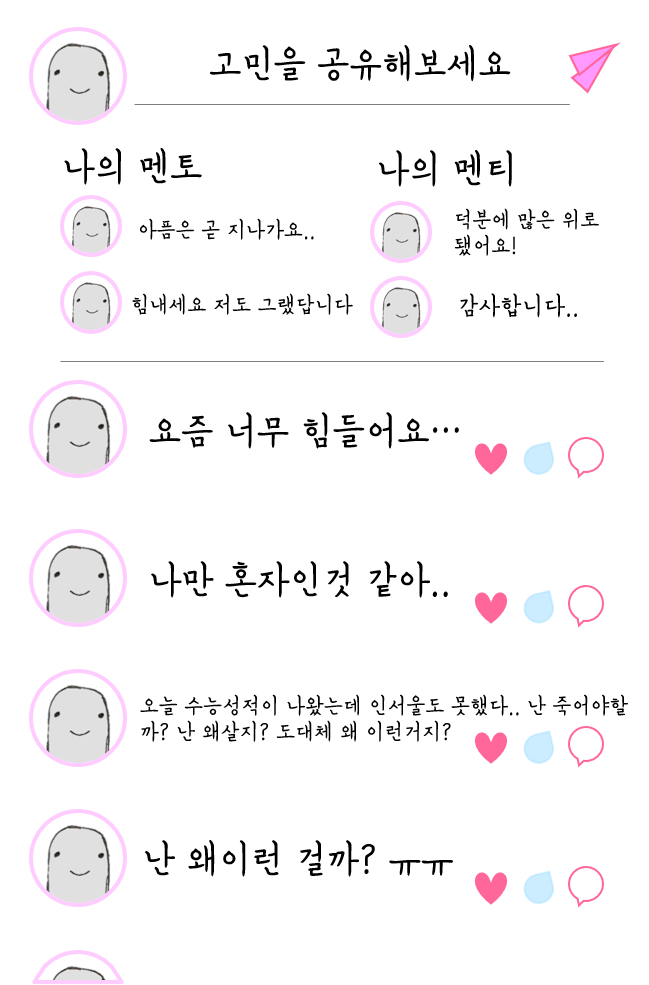 고민을 공유해보세요
나의 멘토
아픔은 곧 지나가요..
힘내세요 저도 그랬답니다
나의 멘티
덕분에 많은 위로
됐어요!
감사합니다..
요즘 너무 힘들어요…
나만 혼자인것 같아..
오늘 수능성적이 나왔는데 인서울도 못했다.. 난 죽어야할
까? 난 왜살지? 도대체 왜 이런거지?
난 왜이런 걸까? ㅠㅠ